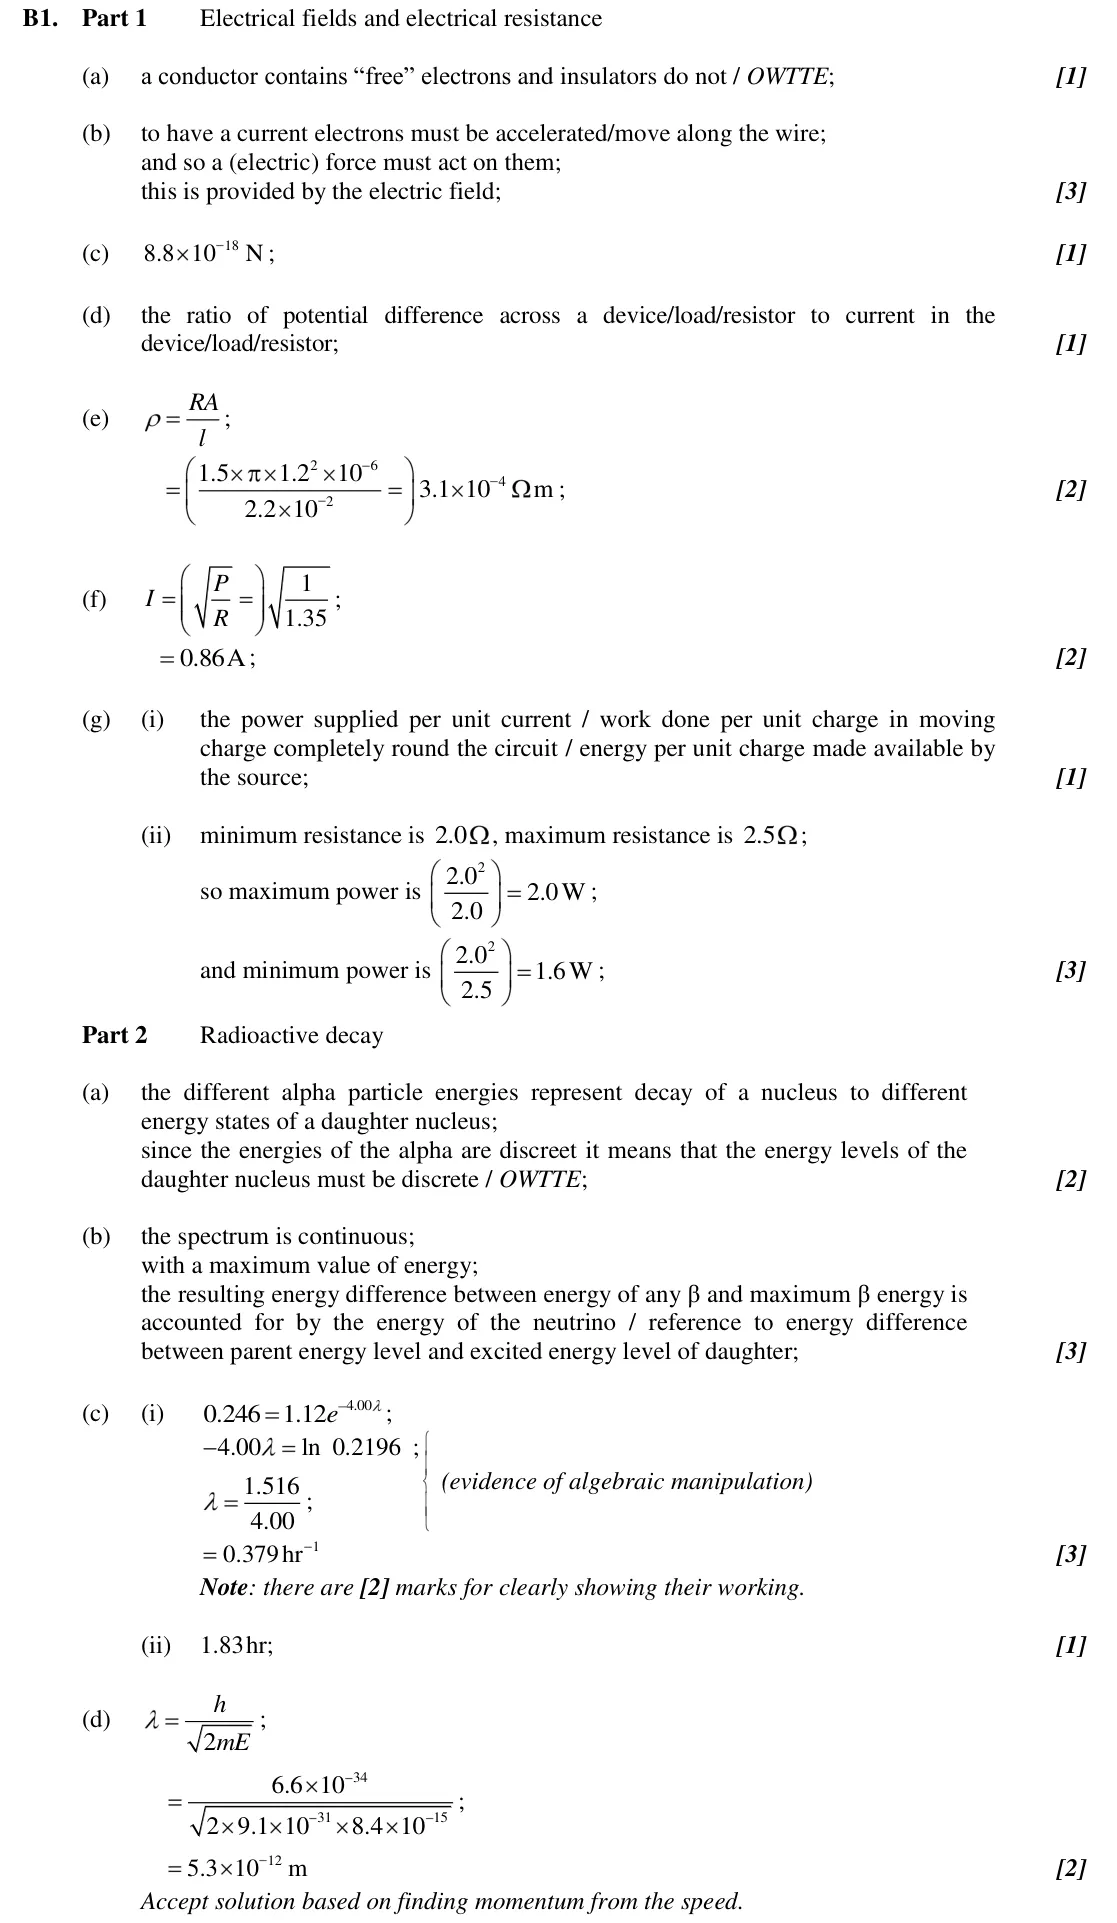 B1. Part 1 Electrical fields and electrical resistance
(a) a conductor contains “free” electrons and insulators do not / OWTTE; [1]
(b) to have a current electrons must be accelerated/move along the wire;
and so a (electric) force must act on them;
this is provided by the electric field; [3]
(c) 8.8×10⁻¹⁸ N ; [1]
(d) the ratio of potential difference across a device/load/resistor to current in the
device/load/resistor; [1]
(e) ρ = RA/l ;
= (1.5×π×1.2²×10⁻⁶ / 2.2×10⁻² =) 3.1×10⁻⁴ Ωm ; [2]
(f) I = (√(P/R) =) √(1/1.35) ;
= 0.86 A ; [2]
(g) (i) the power supplied per unit current / work done per unit charge in moving
charge completely round the circuit / energy per unit charge made available by
the source; [1]
(ii) minimum resistance is 2.0Ω, maximum resistance is 2.5Ω;
so maximum power is (2.0²/2.0) = 2.0 W ;
and minimum power is (2.0²/2.5) = 1.6 W ; [3]
Part 2 Radioactive decay
(a) the different alpha particle energies represent decay of a nucleus to different
energy states of a daughter nucleus;
since the energies of the alpha are discreet it means that the energy levels of the
daughter nucleus must be discrete / OWTTE; [2]
(b) the spectrum is continuous;
with a maximum value of energy;
the resulting energy difference between energy of any β and maximum β energy is
accounted for by the energy of the neutrino / reference to energy difference
between parent energy level and excited energy level of daughter; [3]
(c) (i) 0.246 = 1.12e^(−4.00λ) ;
−4.00λ = ln 0.2196 ;
(evidence of algebraic manipulation)
λ = 1.516/4.00 ;
= 0.379 hr⁻¹ [3]
Note: there are [2] marks for clearly showing their working.
(ii) 1.83 hr; [1]
(d) λ = h/√(2mE) ;
= 6.6×10⁻³⁴ / √(2×9.1×10⁻³¹×8.4×10⁻¹⁵) ;
= 5.3×10⁻¹² m [2]
Accept solution based on finding momentum from the speed.